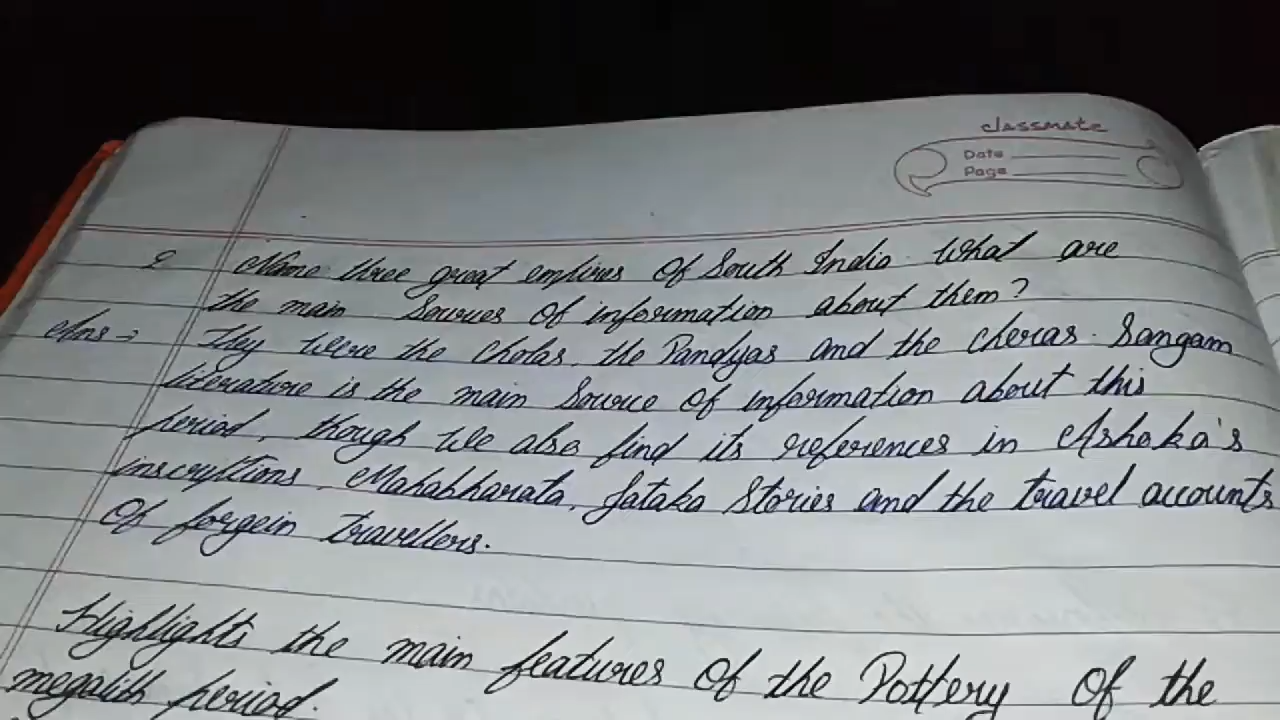 classmate
Date
Page
2 Name three great empires Of South India. What are
the main Sources Of information about them?
Ans → They were the Cholas, the Pandyas and the cheras. Sangam
literature is the main Source Of information about this
period, though We also find its references in Ashoka's
inscriptions, Mahabharata, Jataka Stories and the travel accounts
Of forgein travellers.
Highlights the main features Of the Pottery Of the
megalith period.